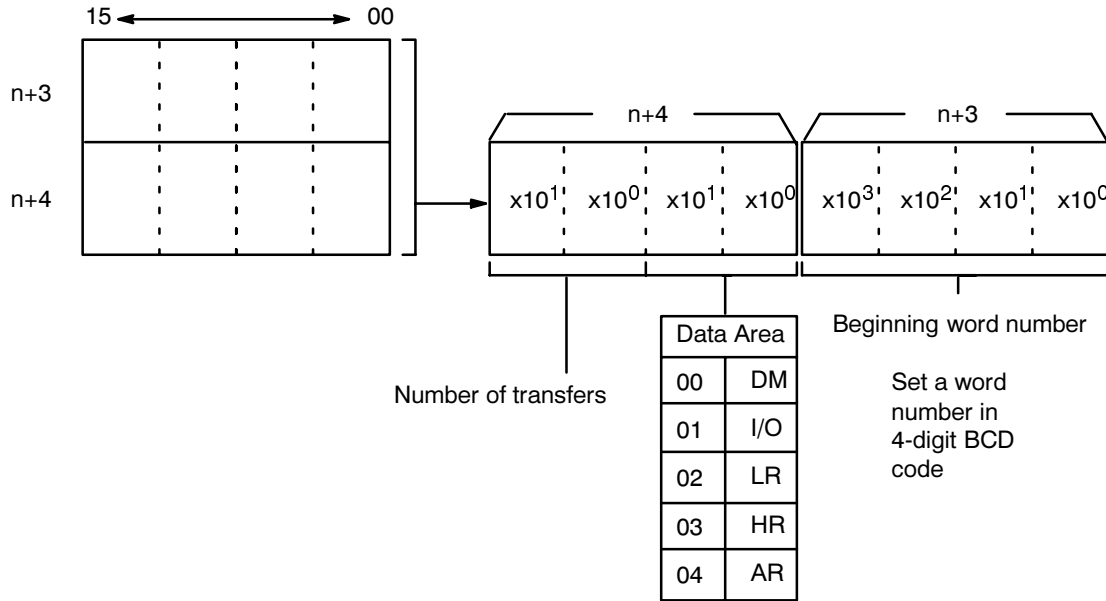 15 00
n+3
n+4
n+4 n+3
x10¹ x10⁰ x10¹ x10⁰ x10³ x10² x10¹ x10⁰
Number of transfers
Data Area
00 DM
01 I/O
02 LR
03 HR
04 AR
Beginning word number
Set a word
number in
4-digit BCD
code